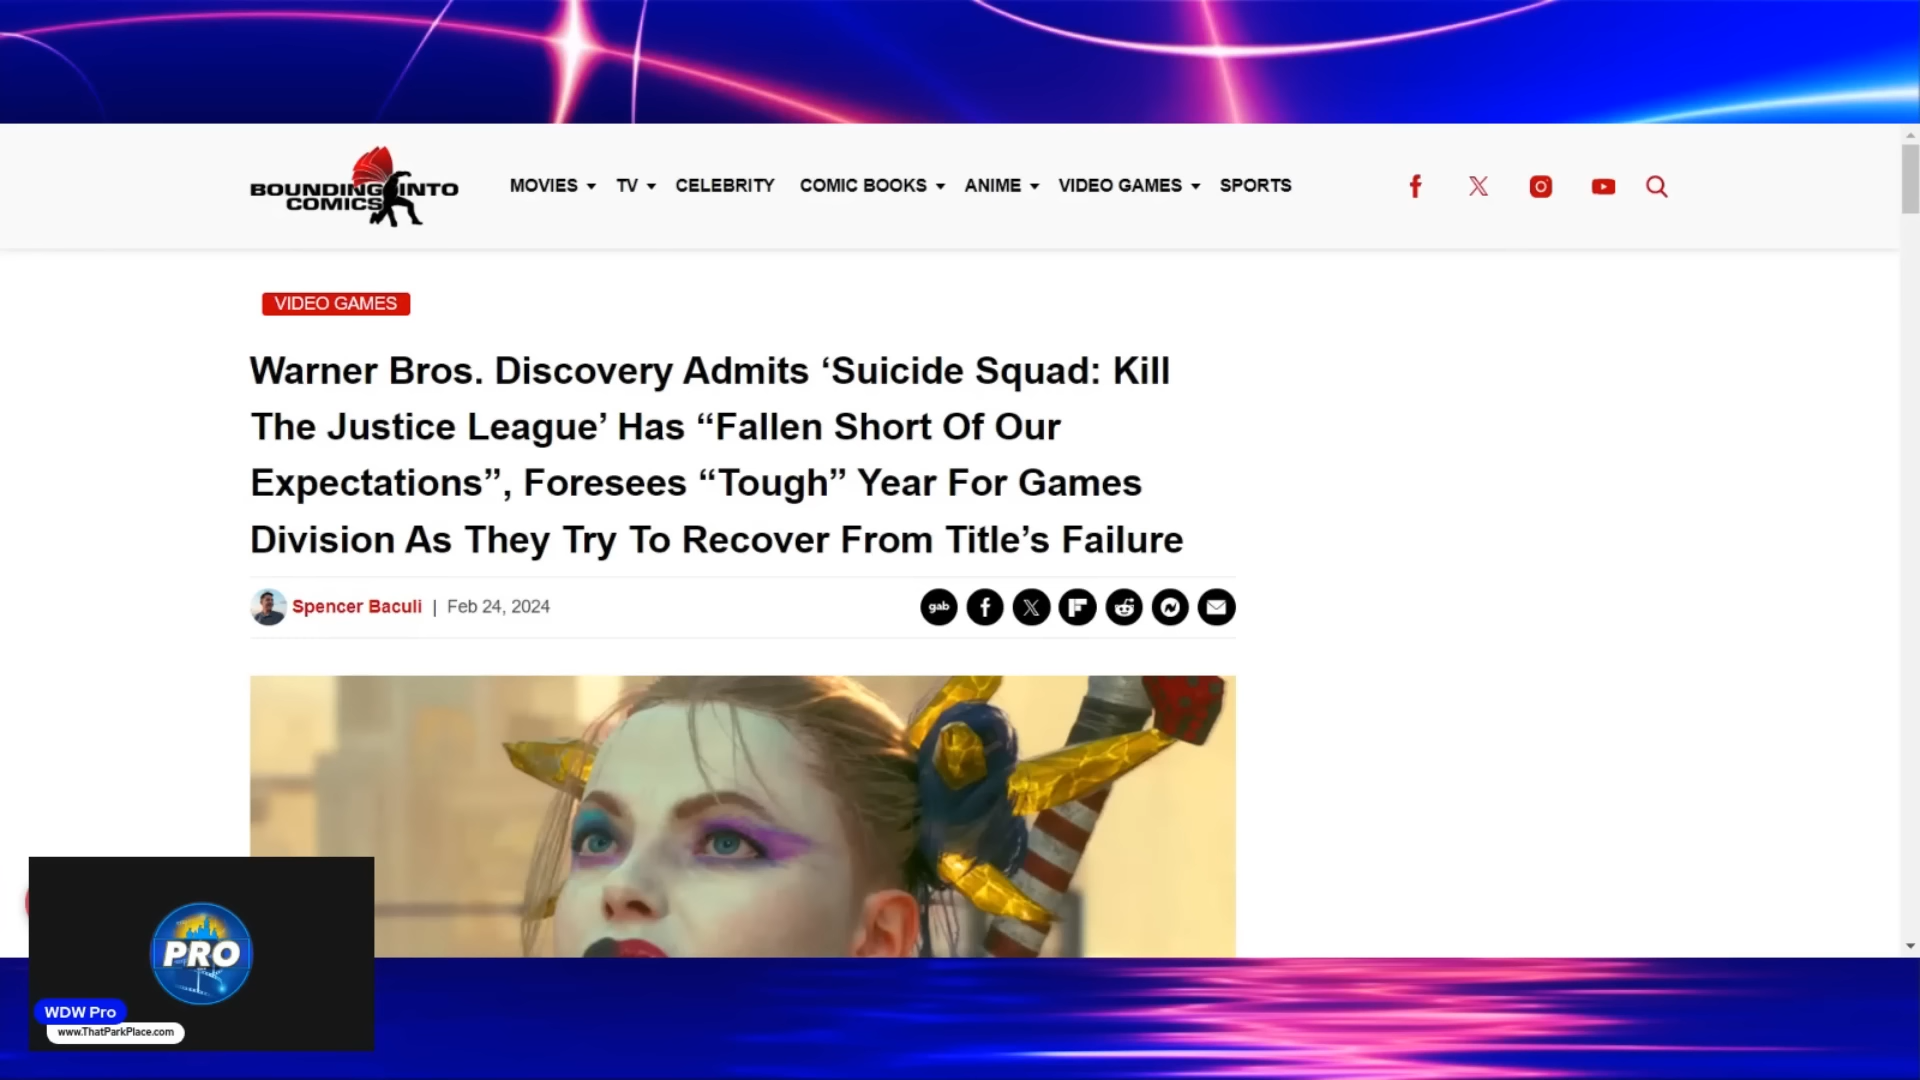 BOUNDING INTO
COMICS
MOVIES TV CELEBRITY COMIC BOOKS ANIME VIDEO GAMES SPORTS
VIDEO GAMES
Warner Bros. Discovery Admits ‘Suicide Squad: Kill
The Justice League’ Has “Fallen Short Of Our
Expectations”, Foresees “Tough” Year For Games
Division As They Try To Recover From Title’s Failure
Spencer Baculi | Feb 24, 2024
gab
PRO
WDW Pro
www.ThatParkPlace.com